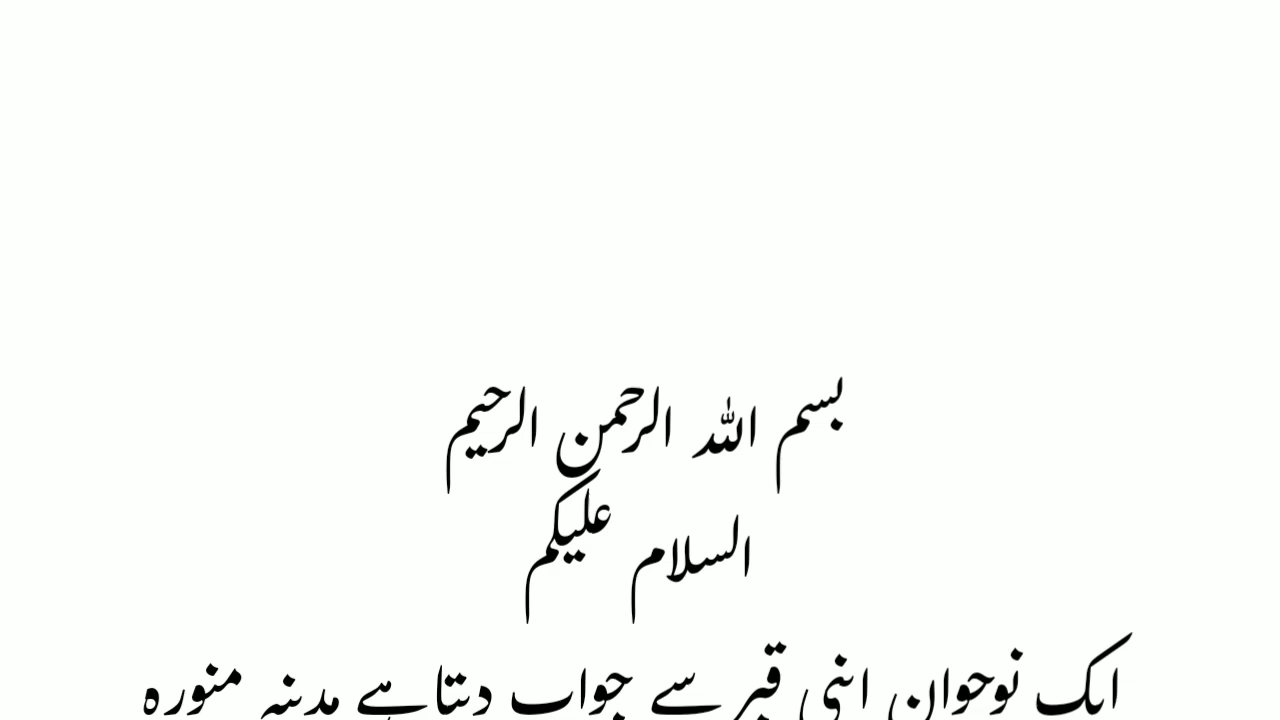 بسم اللہ الرحمن الرحیم
السلام علیکم
ایک نوجوان اپنی قبر سے جواب دیتا ہے مدینہ منورہ